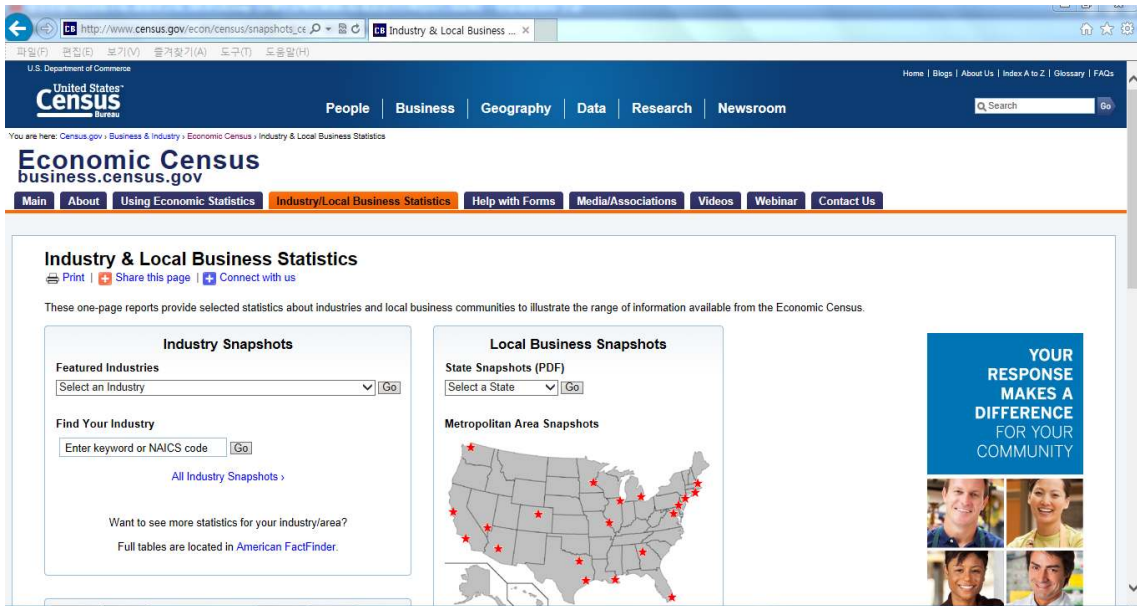 http://www.census.gov/econ/census/snapshots_ce
Industry & Local Business ...
파일(F) 편집(E) 보기(V) 즐겨찾기(A) 도구(T) 도움말(H)
U.S. Department of Commerce
Home | Blogs | About Us | Index A to Z | Glossary | FAQs
United States™
Census
Bureau
People | Business | Geography | Data | Research | Newsroom
Search Go
You are here: Census.gov › Business & Industry › Economic Census › Industry & Local Business Statistics
Economic Census
business.census.gov
Main About Using Economic Statistics Industry/Local Business Statistics Help with Forms Media/Associations Videos Webinar Contact Us
Industry & Local Business Statistics
Print | Share this page | Connect with us
These one-page reports provide selected statistics about industries and local business communities to illustrate the range of information available from the Economic Census.
Industry Snapshots
Featured Industries
Select an Industry Go
Find Your Industry
Enter keyword or NAICS code Go
All Industry Snapshots ›
Want to see more statistics for your industry/area?
Full tables are located in American FactFinder.
Local Business Snapshots
State Snapshots (PDF)
Select a State Go
Metropolitan Area Snapshots
YOUR
RESPONSE
MAKES A
DIFFERENCE
FOR YOUR
COMMUNITY